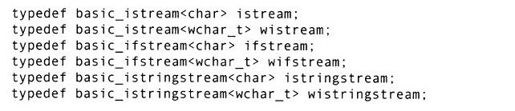 typedef basic_istream<char> istream;
typedef basic_istream<wchar_t> wistream;
typedef basic_ifstream<char> ifstream;
typedef basic_ifstream<wchar_t> wifstream;
typedef basic_istringstream<char> istringstream;
typedef basic_istringstream<wchar_t> wistringstream;